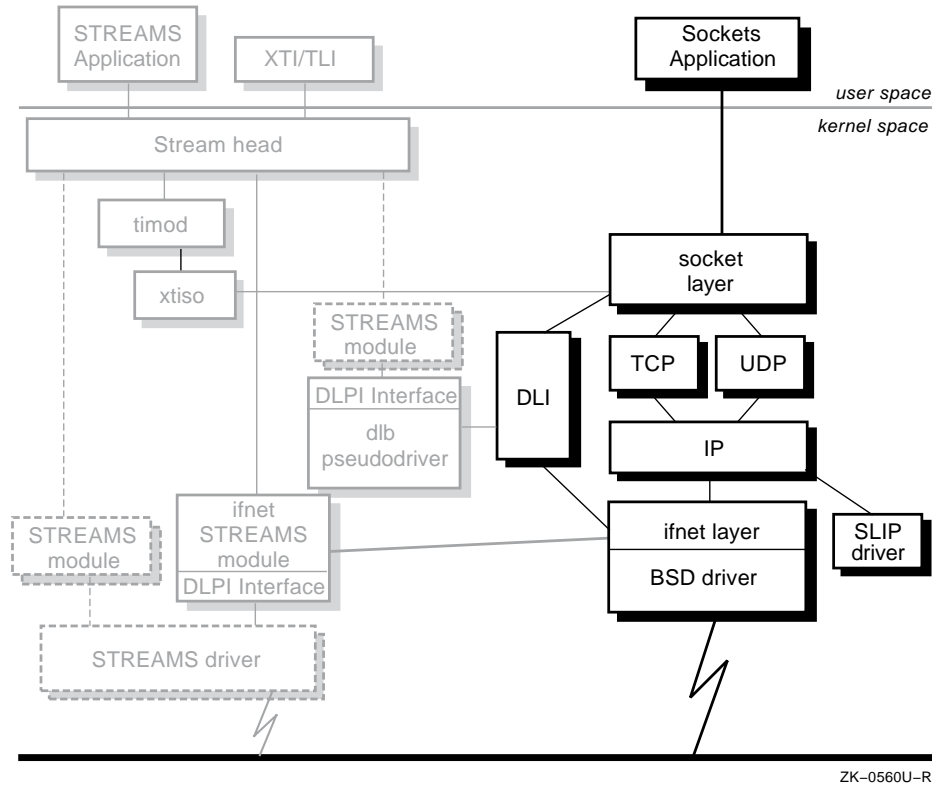 STREAMS
Application
XTI/TLI
Sockets
Application
user space
kernel space
Stream head
timod
socket
layer
xtiso
STREAMS
module
TCP
UDP
DLI
DLPI Interface
dlb
pseudodriver
IP
ifnet
STREAMS
module
DLPI Interface
STREAMS
module
ifnet layer
BSD driver
SLIP
driver
STREAMS driver
ZK–0560U–R